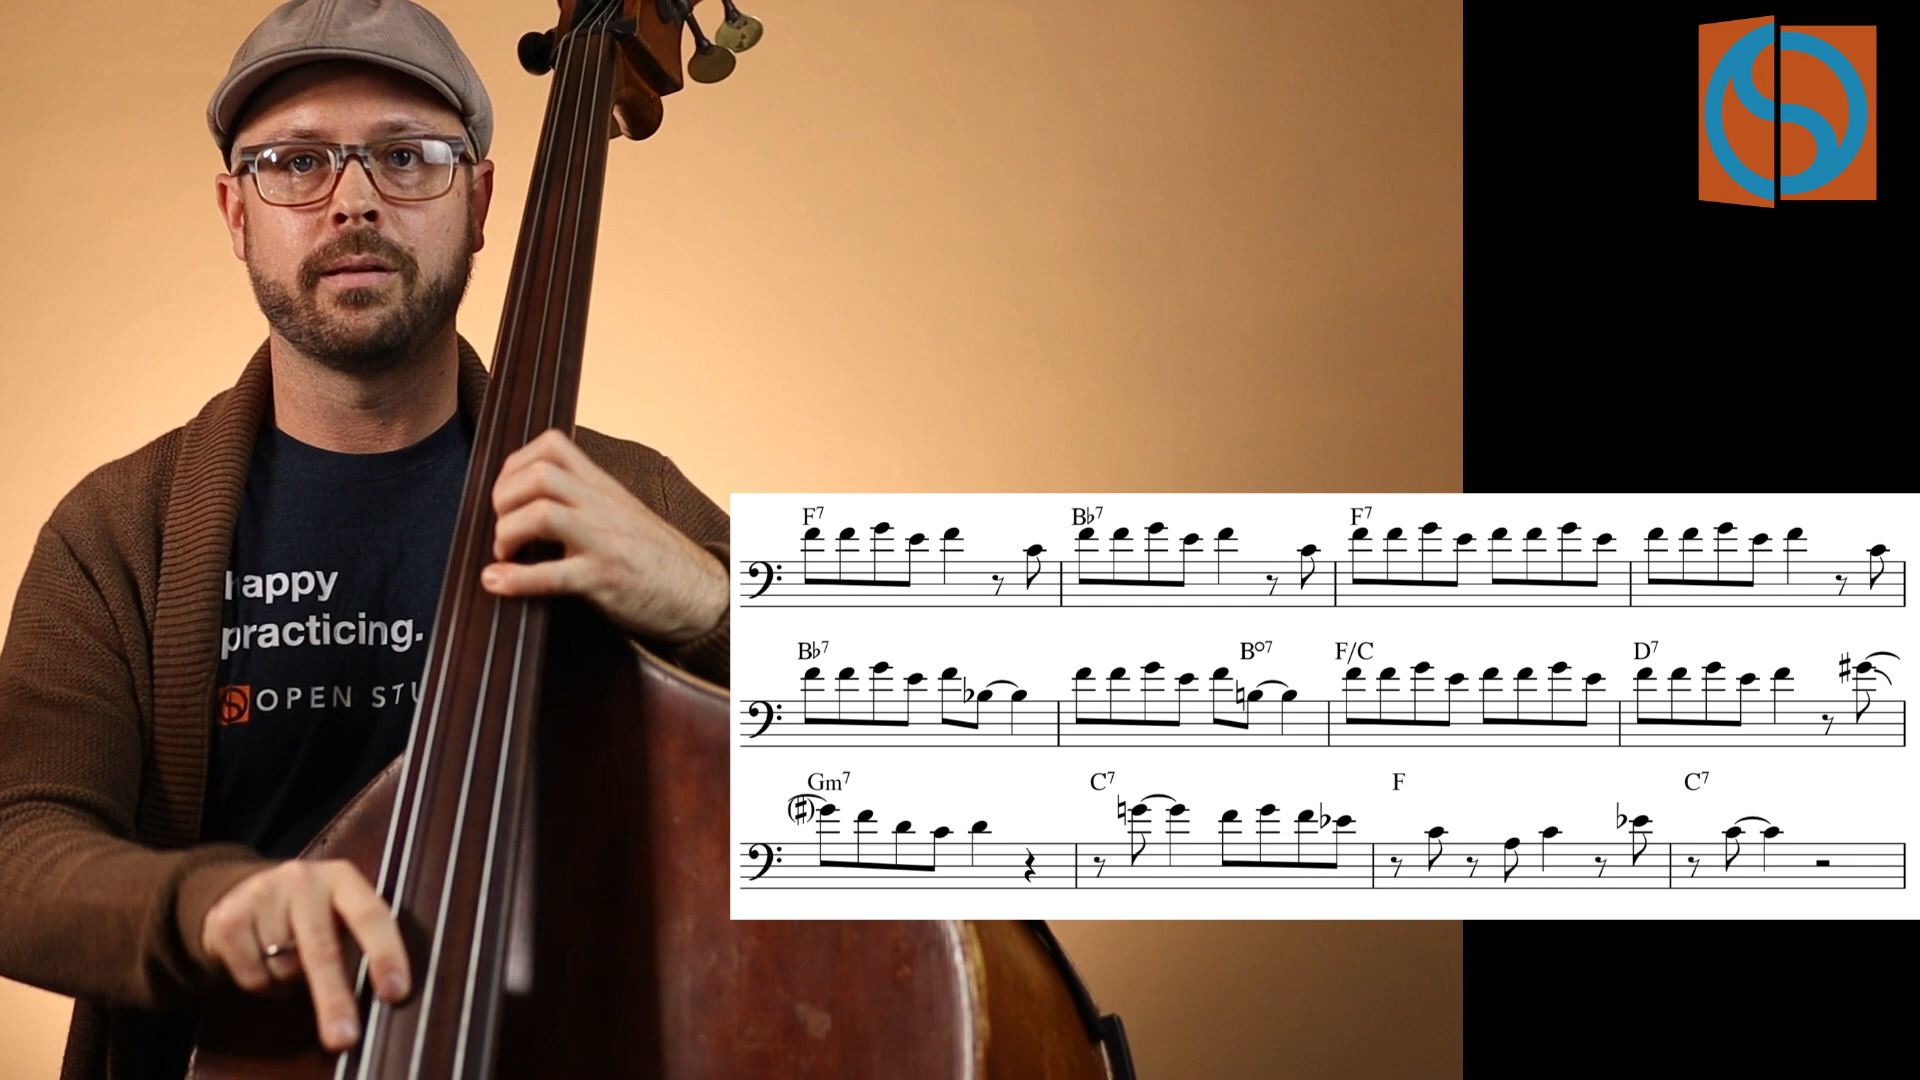 happy
practicing.
OPEN STU
F7 B♭7 F7
B♭7 B°7 F/C D7
Gm7 C7 F C7